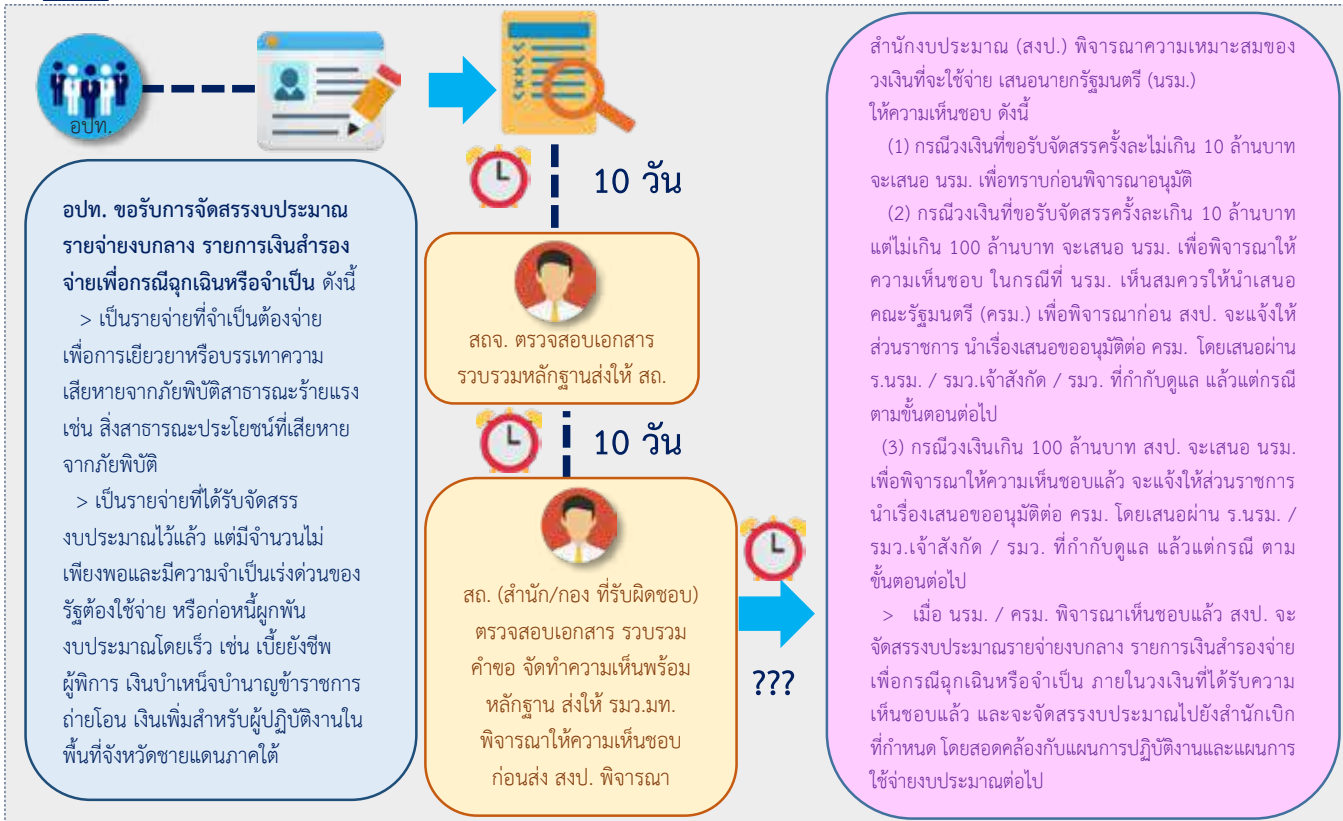 อปท.
อปท. ขอรับการจัดสรรงบประมาณ
รายจ่ายงบกลาง รายการเงินสำรอง
จ่ายเพื่อกรณีฉุกเฉินหรือจำเป็น ดังนี้
> เป็นรายจ่ายที่จำเป็นต้องจ่าย
เพื่อการเยียวยาหรือบรรเทาความ
เสียหายจากภัยพิบัติสาธารณะร้ายแรง
เช่น สิ่งสาธารณะประโยชน์ที่เสียหาย
จากภัยพิบัติ
> เป็นรายจ่ายที่ได้รับจัดสรร
งบประมาณไว้แล้ว แต่มีจำนวนไม่
เพียงพอและมีความจำเป็นเร่งด่วนของ
รัฐต้องใช้จ่าย หรือก่อหนี้ผูกพัน
งบประมาณโดยเร็ว เช่น เบี้ยยังชีพ
ผู้พิการ เงินบำเหน็จบำนาญข้าราชการ
ถ่ายโอน เงินเพิ่มสำหรับผู้ปฏิบัติงานใน
พื้นที่จังหวัดชายแดนภาคใต้
10 วัน
สถจ. ตรวจสอบเอกสาร
รวบรวมหลักฐานส่งให้ สถ.
10 วัน
สถ. (สำนัก/กอง ที่รับผิดชอบ)
ตรวจสอบเอกสาร รวบรวม
คำขอ จัดทำความเห็นพร้อม
หลักฐาน ส่งให้ รมว.มท.
พิจารณาให้ความเห็นชอบ
ก่อนส่ง สงป. พิจารณา
???
สำนักงบประมาณ (สงป.) พิจารณาความเหมาะสมของ
วงเงินที่จะใช้จ่าย เสนอนายกรัฐมนตรี (นรม.)
ให้ความเห็นชอบ ดังนี้
(1) กรณีวงเงินที่ขอรับจัดสรรครั้งละไม่เกิน 10 ล้านบาท
จะเสนอ นรม. เพื่อทราบก่อนพิจารณาอนุมัติ
(2) กรณีวงเงินที่ขอรับจัดสรรครั้งละเกิน 10 ล้านบาท
แต่ไม่เกิน 100 ล้านบาท จะเสนอ นรม. เพื่อพิจารณาให้
ความเห็นชอบ ในกรณีที่ นรม. เห็นสมควรให้นำเสนอ
คณะรัฐมนตรี (ครม.) เพื่อพิจารณาก่อน สงป. จะแจ้งให้
ส่วนราชการ นำเรื่องเสนอขออนุมัติต่อ ครม. โดยเสนอผ่าน
ร.นรม. / รมว.เจ้าสังกัด / รมว. ที่กำกับดูแล แล้วแต่กรณี
ตามขั้นตอนต่อไป
(3) กรณีวงเงินเกิน 100 ล้านบาท สงป. จะเสนอ นรม.
เพื่อพิจารณาให้ความเห็นชอบแล้ว จะแจ้งให้ส่วนราชการ
นำเรื่องเสนอขออนุมัติต่อ ครม. โดยเสนอผ่าน ร.นรม. /
รมว.เจ้าสังกัด / รมว. ที่กำกับดูแล แล้วแต่กรณี ตาม
ขั้นตอนต่อไป
> เมื่อ นรม. / ครม. พิจารณาเห็นชอบแล้ว สงป. จะ
จัดสรรงบประมาณรายจ่ายงบกลาง รายการเงินสำรองจ่าย
เพื่อกรณีฉุกเฉินหรือจำเป็น ภายในวงเงินที่ได้รับความ
เห็นชอบแล้ว และจะจัดสรรงบประมาณไปยังสำนักเบิก
ที่กำหนด โดยสอดคล้องกับแผนการปฏิบัติงานและแผนการ
ใช้จ่ายงบประมาณต่อไป